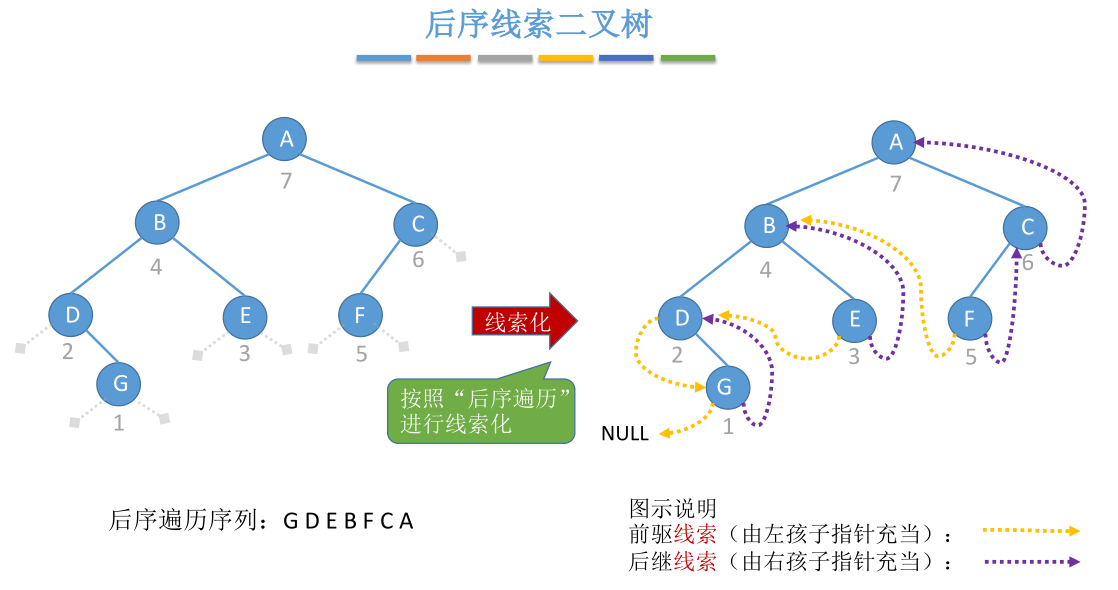 后序线索二叉树
A
7
B
C
4
6
D
E
F
2
3
5
G
1
线索化
按照“后序遍历”
进行线索化
A
7
B
C
4
6
D
E
F
2
3
5
G
1
NULL
后序遍历序列：G D E B F C A
图示说明
前驱线索（由左孩子指针充当）：
后继线索（由右孩子指针充当）：